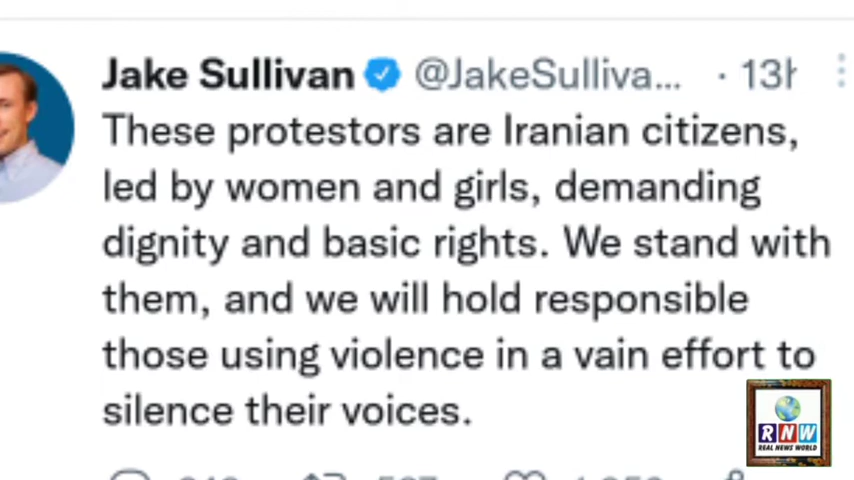 Jake Sullivan @JakeSulliva... · 13h
These protestors are Iranian citizens,
led by women and girls, demanding
dignity and basic rights. We stand with
them, and we will hold responsible
those using violence in a vain effort to
silence their voices.
RNW
REAL NEWS WORLD